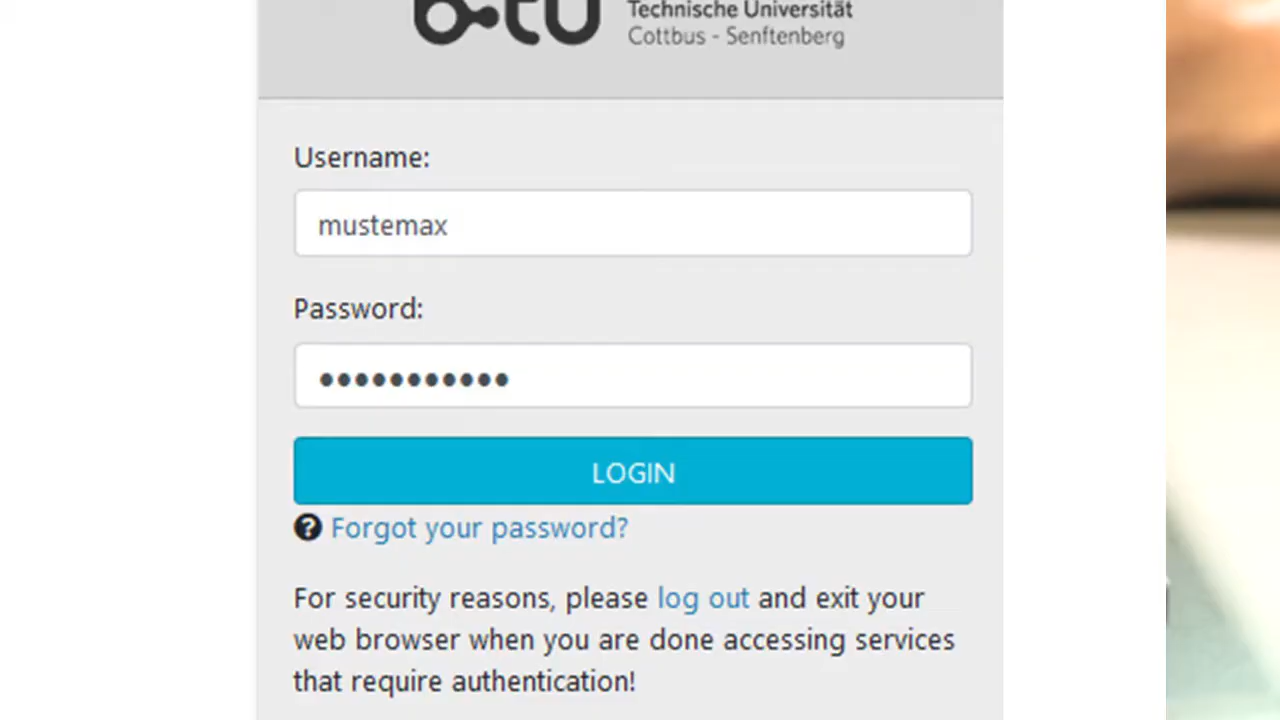 b-tu
Technische Universität
Cottbus - Senftenberg
Username:
mustemax
Password:
•••••••••••
LOGIN
Forgot your password?
For security reasons, please log out and exit your
web browser when you are done accessing services
that require authentication!